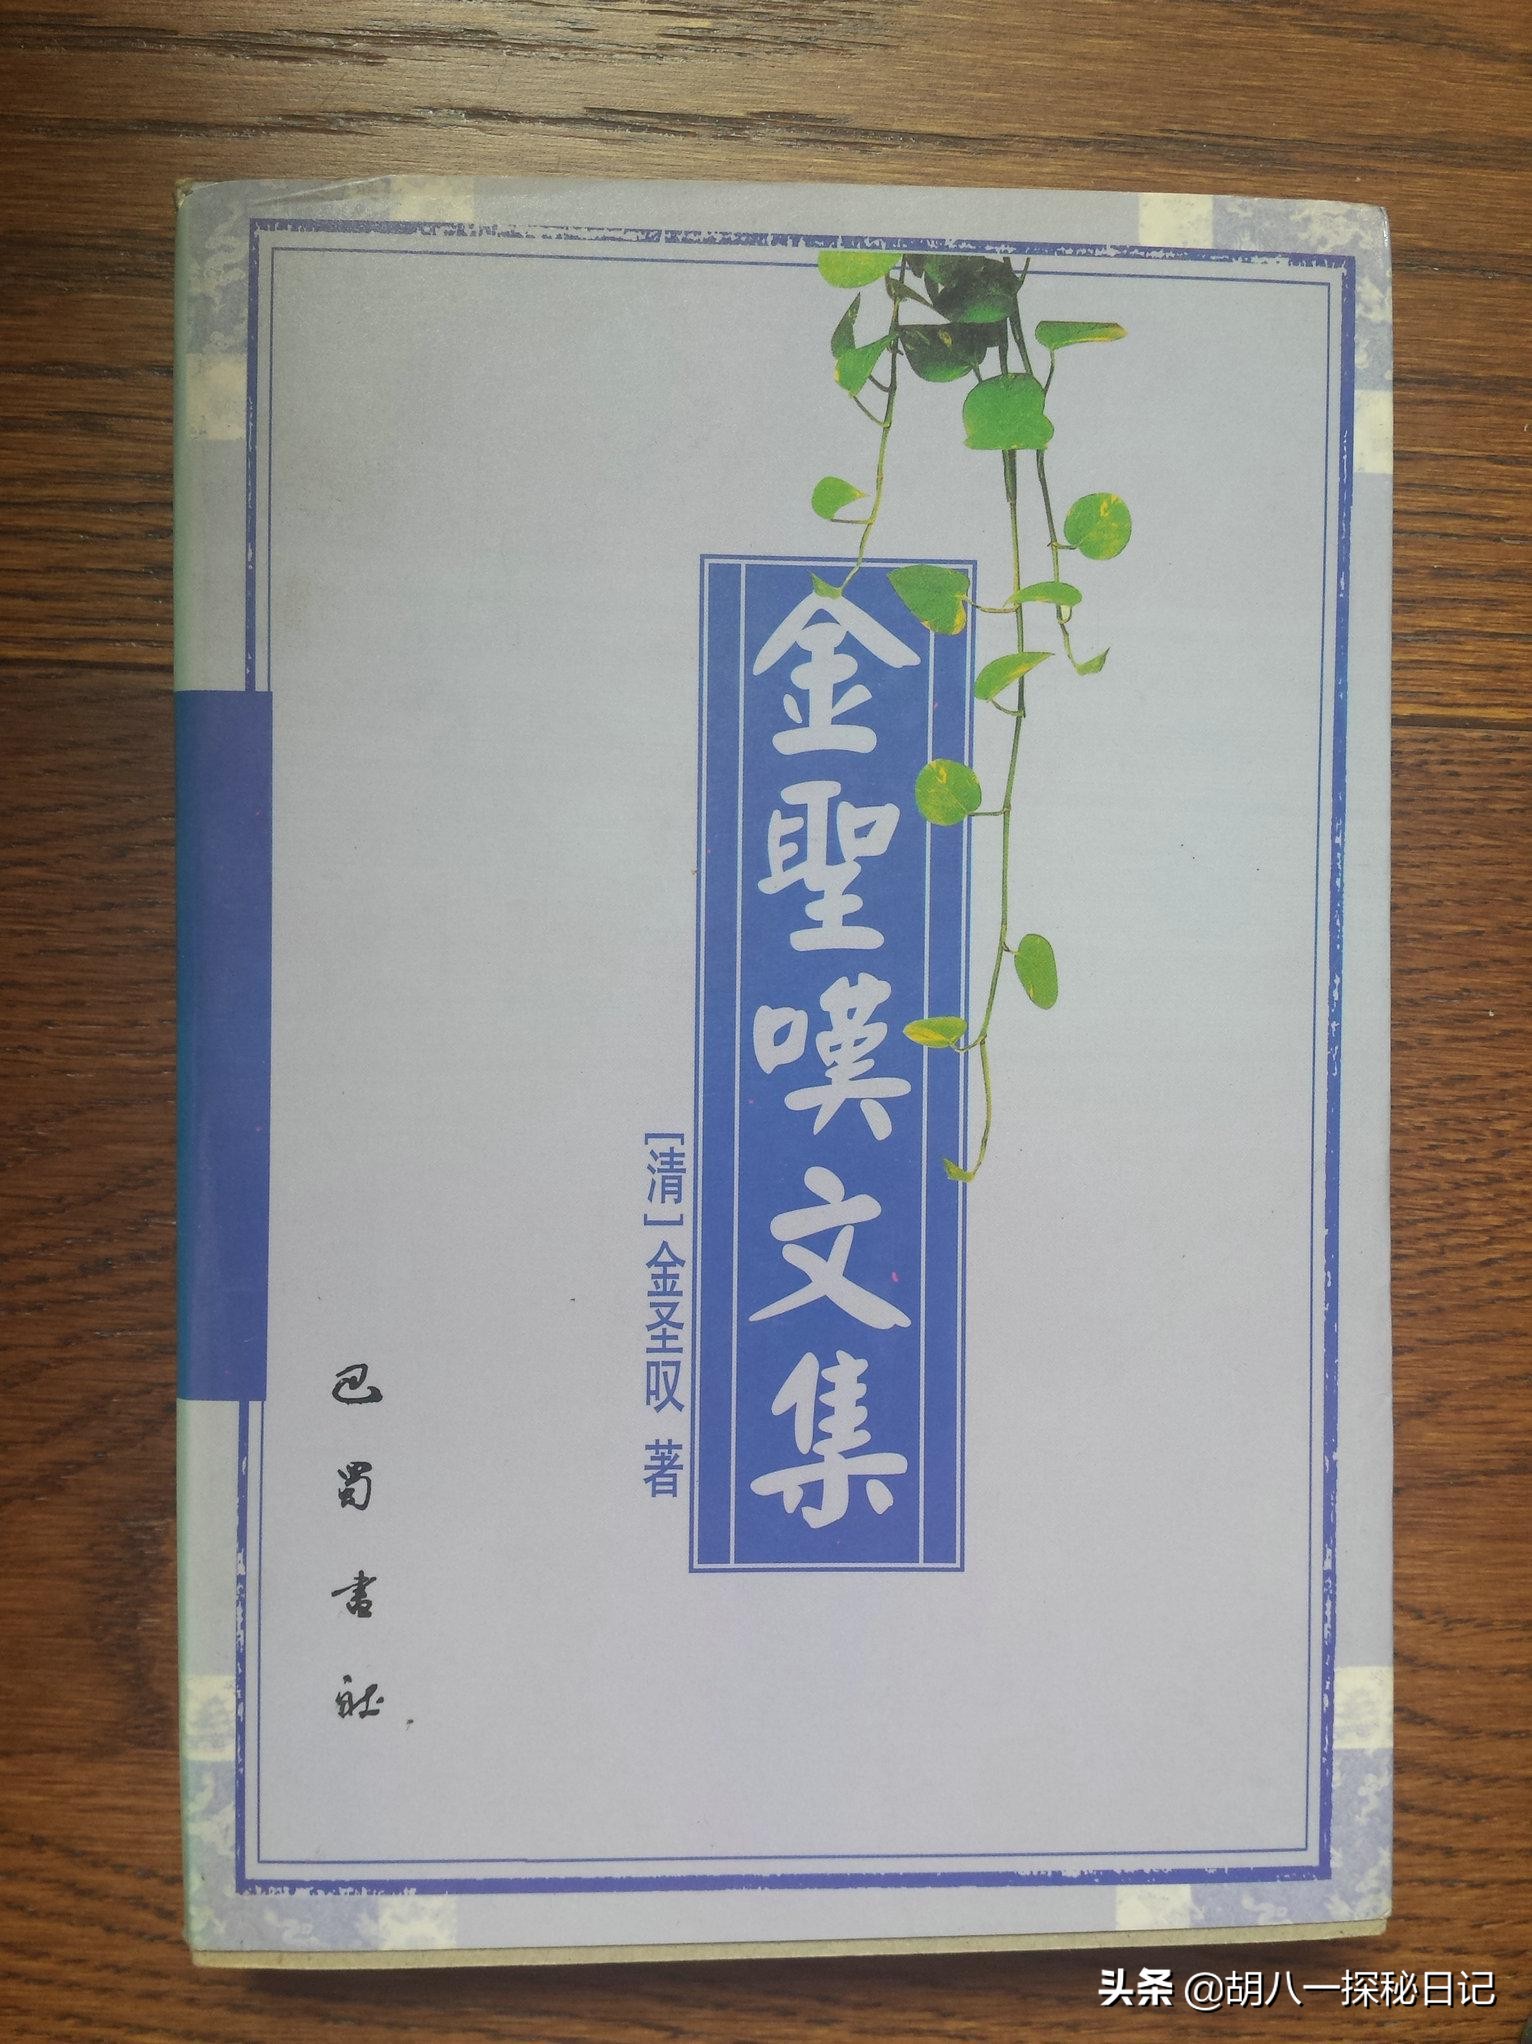 金聖嘆文集
[清]金圣叹 著
巴蜀书社
头条 @胡八一探秘日记